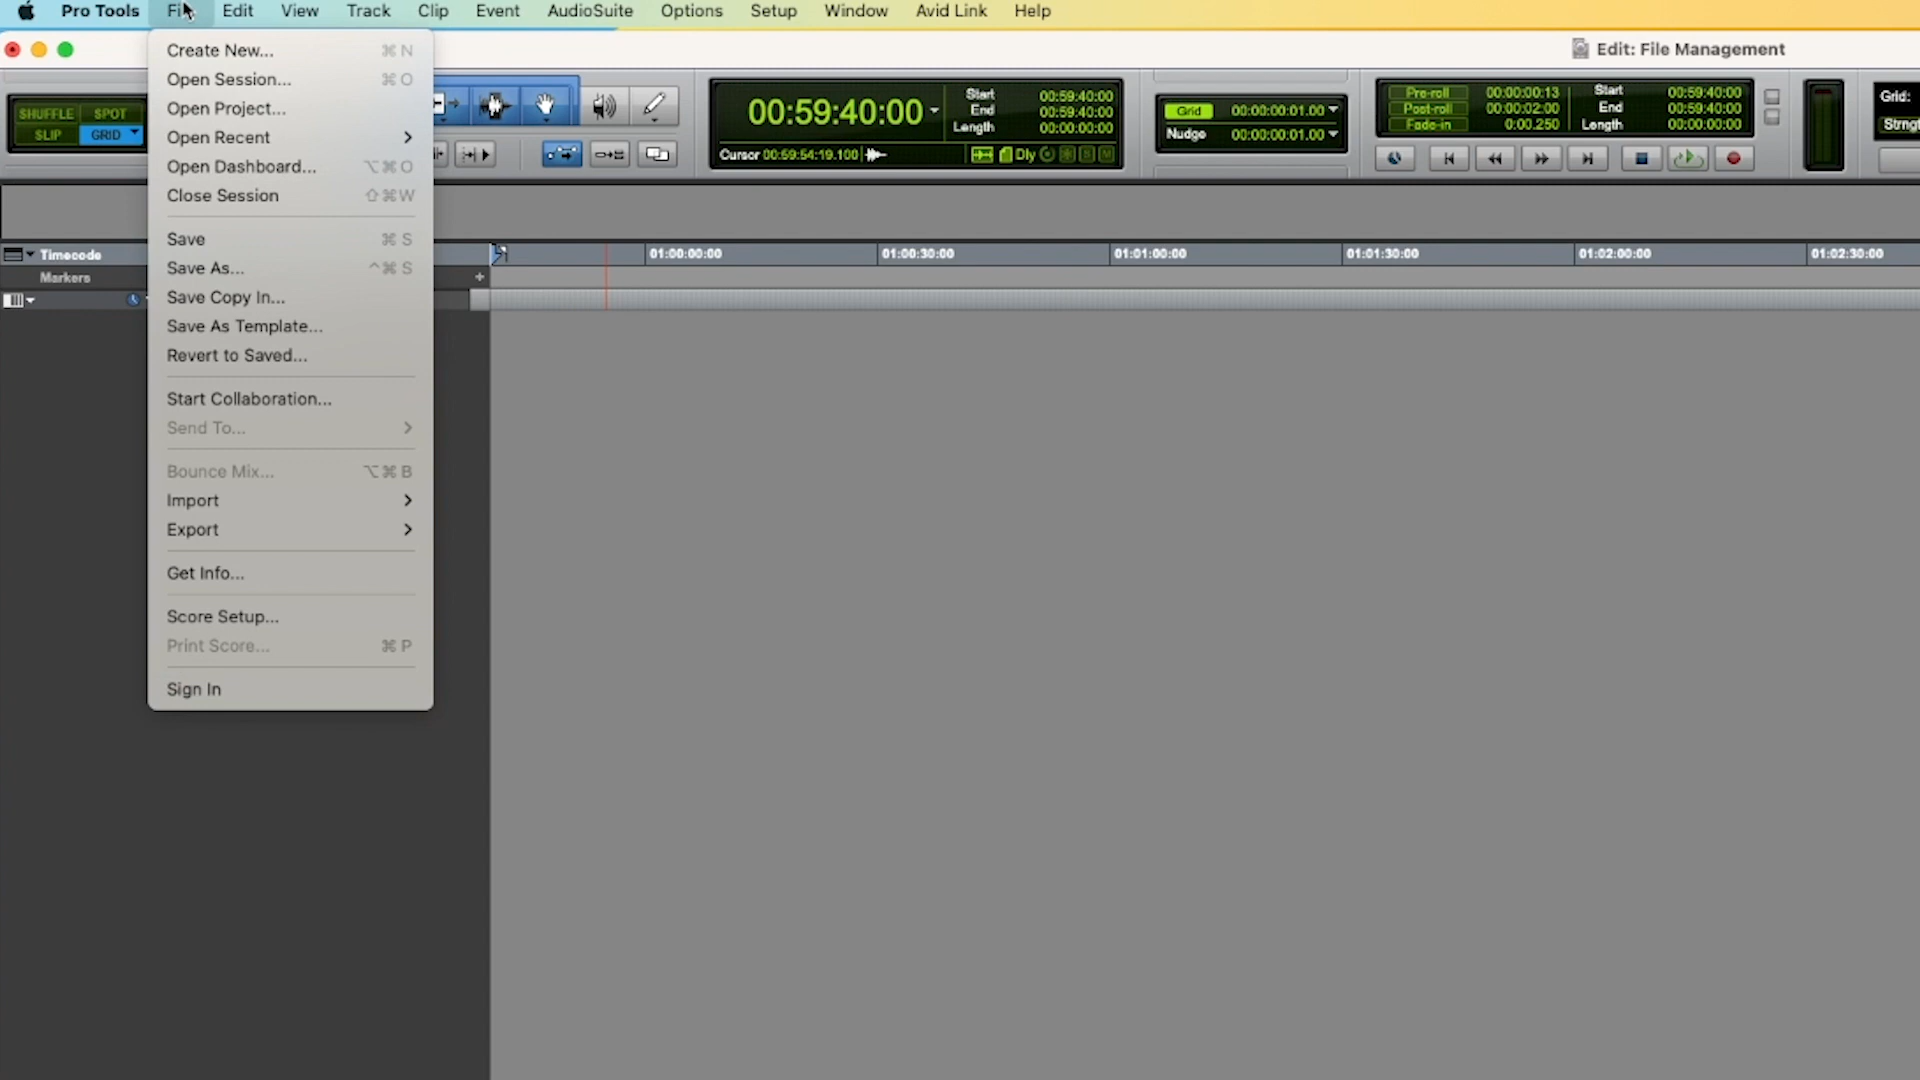 Pro Tools File Edit View Track Clip Event AudioSuite Options Setup Window Avid Link Help
Edit: File Management
Create New... ⌘ N
Open Session... ⌘ O
Open Project...
Open Recent
Open Dashboard... ⌥⌘ O
Close Session ⇧⌘W
Save ⌘ S
Save As... ^⌘ S
Save Copy In...
Save As Template...
Revert to Saved...
Start Collaboration...
Send To...
Bounce Mix... ⌥⌘ B
Import
Export
Get Info...
Score Setup...
Print Score... ⌘ P
Sign In
SHUFFLE SPOT
SLIP GRID
00:59:40:00
Start 00:59:40:00
End 00:59:40:00
Length 00:00:00:00
Cursor 00:59:54:19.100
Dly
Grid 00:00:00:01.00
Nudge 00:00:00:01.00
Pre-roll 00:00:00:13
Post-roll 00:00:02:00
Fade-in 0:00.250
Start 00:59:40:00
End 00:59:40:00
Length 00:00:00:00
Grid:
Timecode
Markers
01:00:00:00 01:00:30:00 01:01:00:00 01:01:30:00 01:02:00:00 01:02:30:00